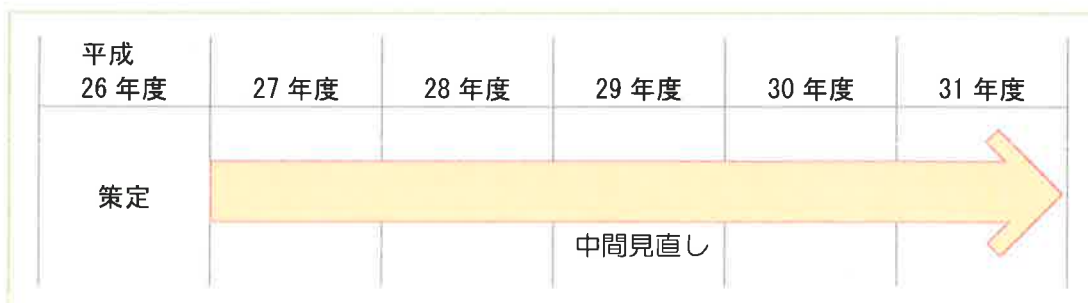 平成
26 年度 27 年度 28 年度 29 年度 30 年度 31 年度
策定
中間見直し